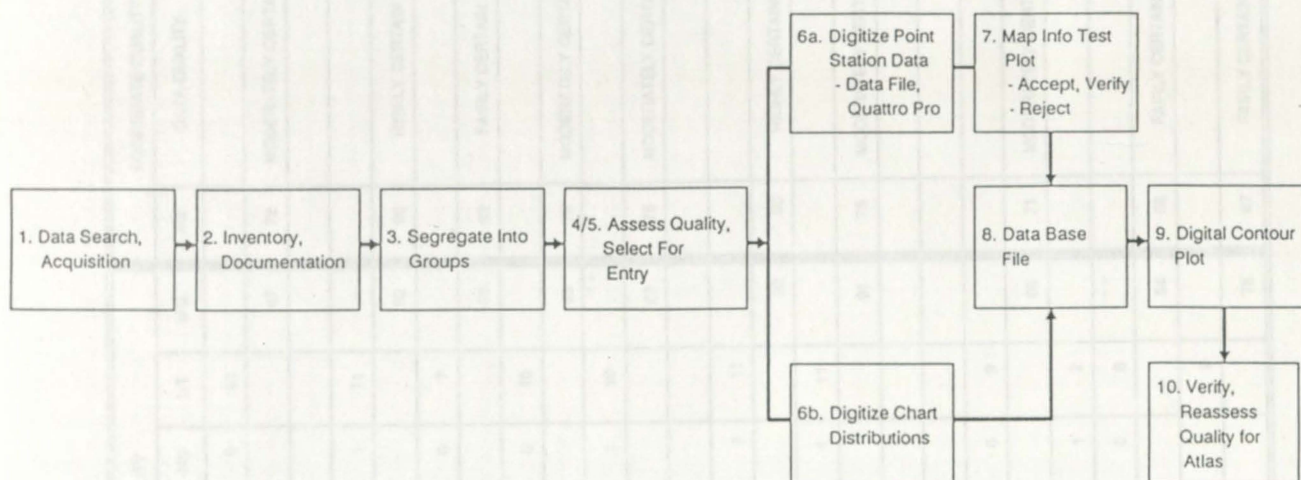 1. Data Search,
Acquisition
2. Inventory,
Documentation
3. Segregate Into
Groups
4/5. Assess Quality,
Select For
Entry
6a. Digitize Point
Station Data
- Data File,
Quattro Pro
7. Map Info Test
Plot
- Accept, Verify
- Reject
6b. Digitize Chart
Distributions
8. Data Base
File
9. Digital Contour
Plot
10. Verify,
Reassess
Quality for
Atlas